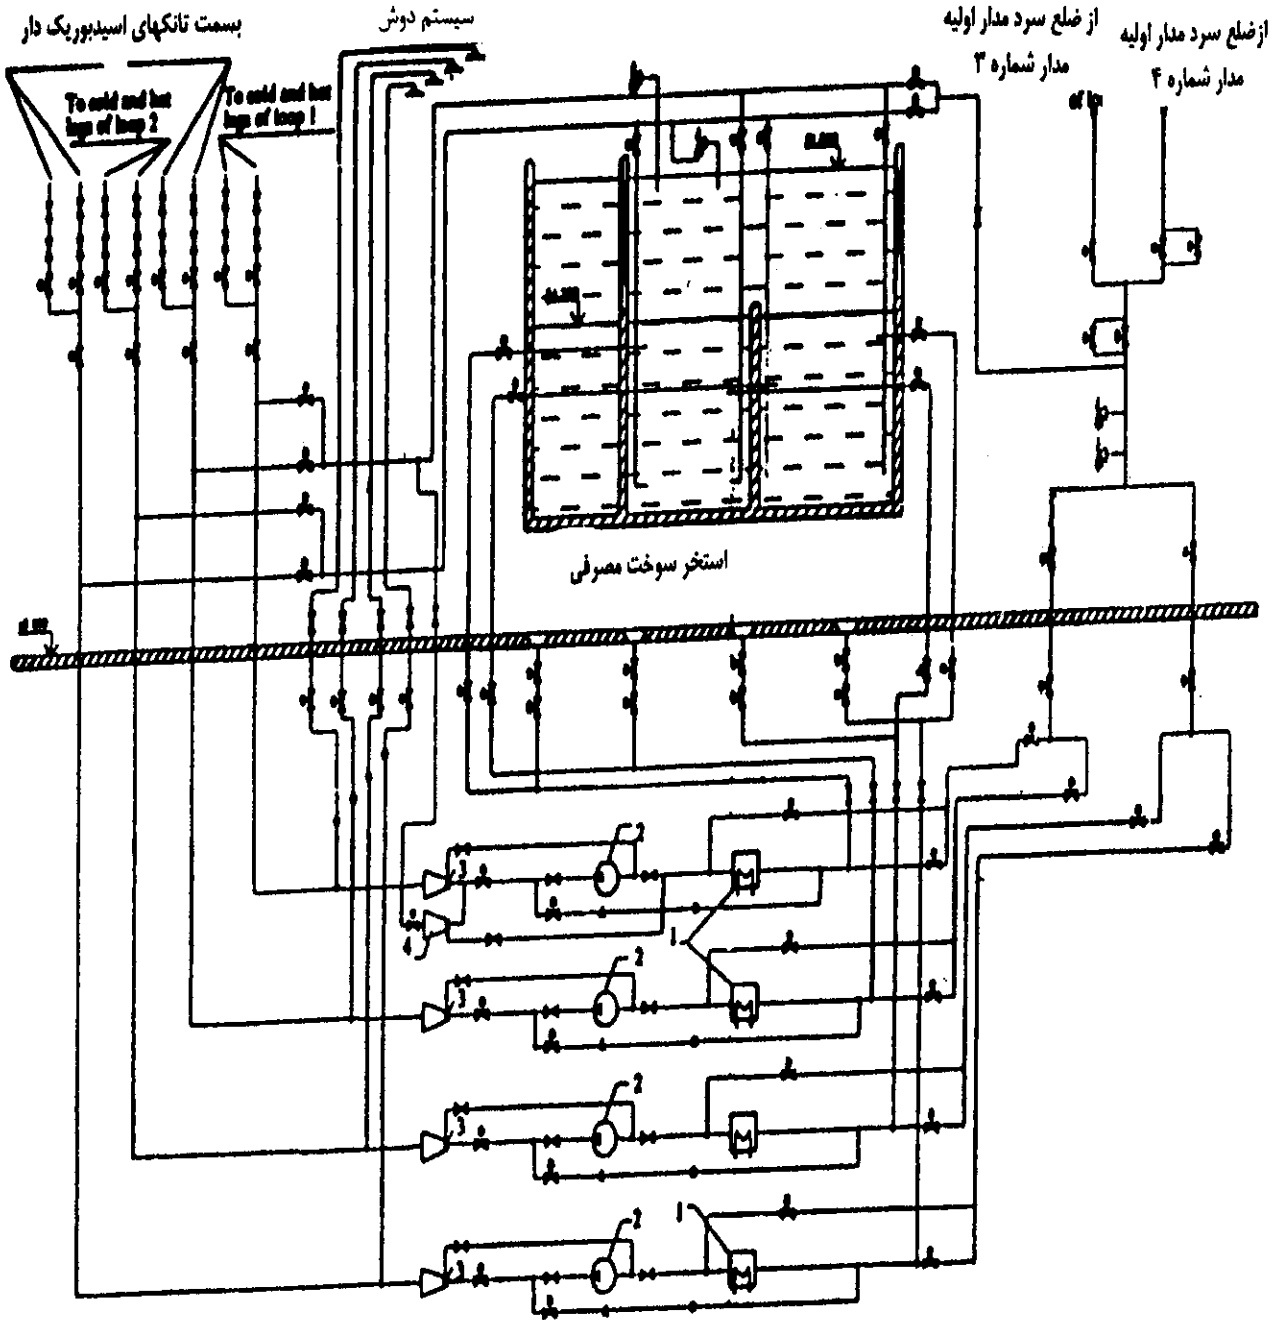 بسمت تانکهای اسیدبوریک دار
سیستم دوش
از ضلع سرد مدار اولیه
مدار شماره ۳
ازضلع سرد مدار اولیه
مدار شماره ۴
To cold and hot
legs of loop 2
To cold and hot
legs of loop 1
استخر سوخت مصرفی
2
3
4
1
2
3
2
3
2
1
3